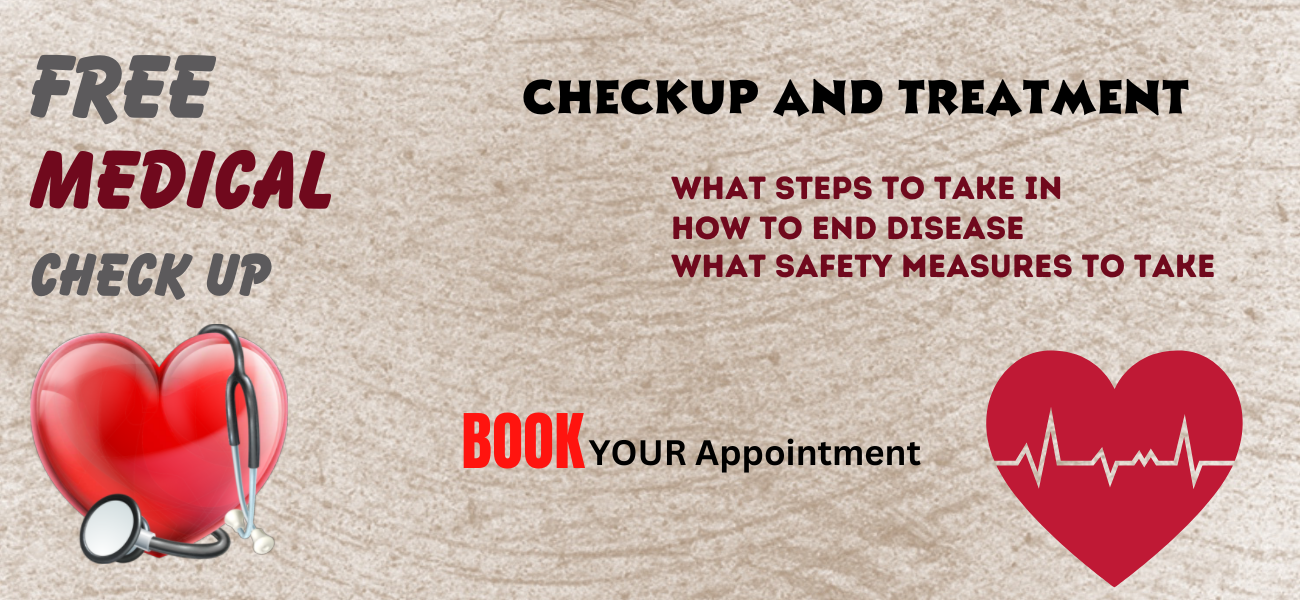 FREE
MEDICAL
CHECK UP
CHECKUP AND TREATMENT
WHAT STEPS TO TAKE IN
HOW TO END DISEASE
WHAT SAFETY MEASURES TO TAKE
BOOK YOUR Appointment